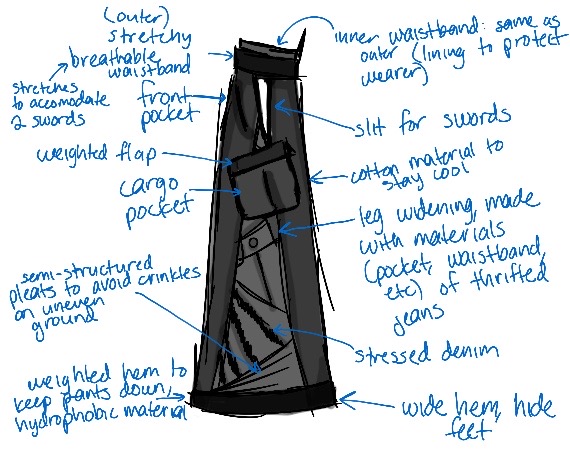 (outer)
stretchy
breathable
waistband
stretches
to accomodate
2 swords
front
pocket
weighted flap
cargo
pocket
semi-structured
pleats to avoid crinkles
on uneven
ground
weighted hem to
keep pants down,
hydrophobic material
inner waistband: same as
outer (lining to protect
wearer)
slit for swords
cotton material to
stay cool
leg widening, made
with materials
(pocket, waistband,
etc) of thrifted
jeans
stressed denim
wide hem, hide
feet